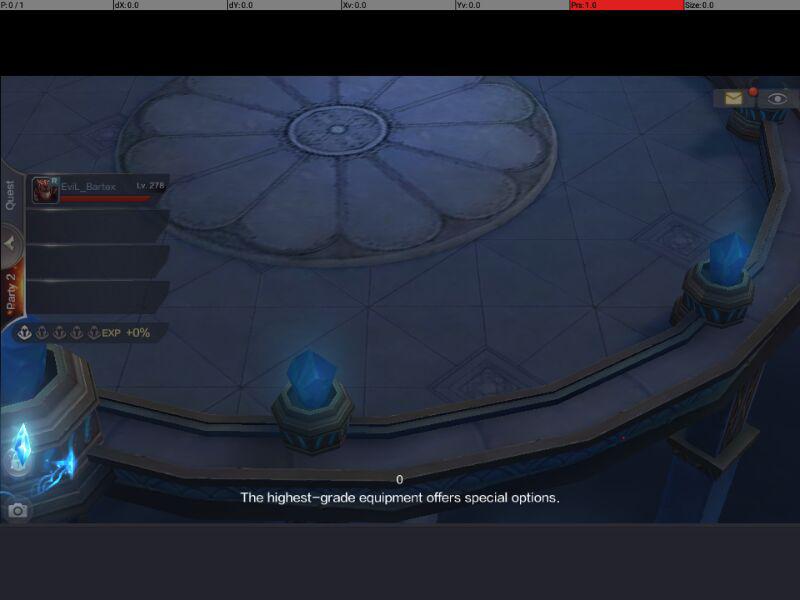 P: 0 / 1 dX: 0.0 dY: 0.0 Xv: 0.0 Yv: 0.0 Prs: 1.0 Size: 0.0
Quest
R
EviL_Bartex Lv. 278
Party 2
EXP +0%
0
The highest-grade equipment offers special options.